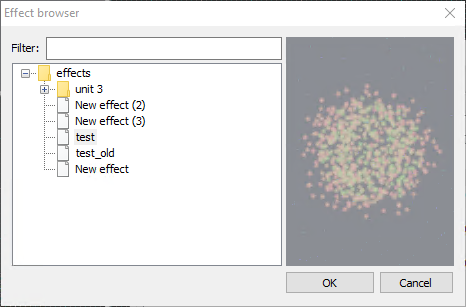 Effect browser
Filter:
effects
unit 3
New effect (2)
New effect (3)
test
test_old
New effect
OK
Cancel